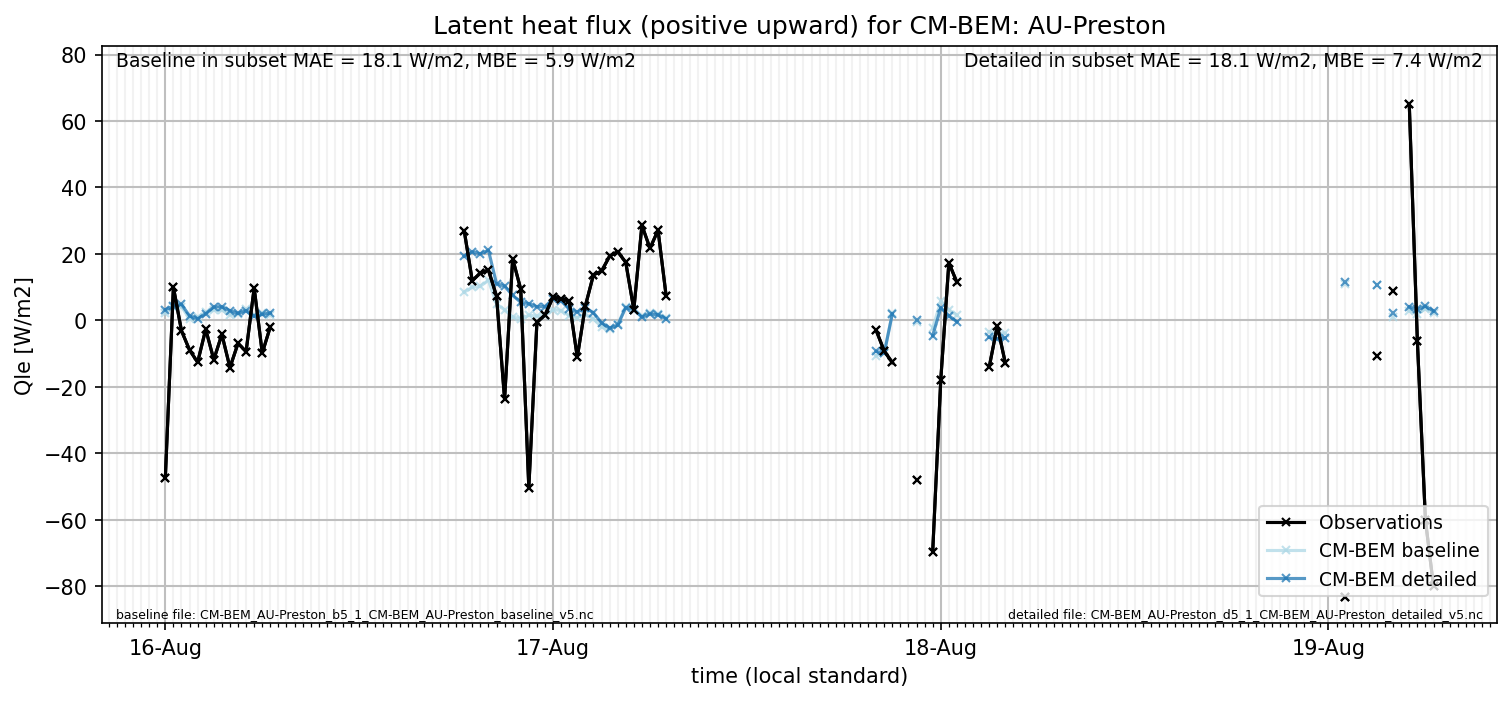 Latent heat flux (positive upward) for CM-BEM: AU-Preston
Baseline in subset MAE = 18.1 W/m2, MBE = 5.9 W/m2
Detailed in subset MAE = 18.1 W/m2, MBE = 7.4 W/m2
Qle [W/m2]
80
60
40
20
0
−20
−40
−60
−80
Observations
CM-BEM baseline
CM-BEM detailed
baseline file: CM-BEM_AU-Preston_b5_1_CM-BEM_AU-Preston_baseline_v5.nc
detailed file: CM-BEM_AU-Preston_d5_1_CM-BEM_AU-Preston_detailed_v5.nc
16-Aug
17-Aug
18-Aug
19-Aug
time (local standard)